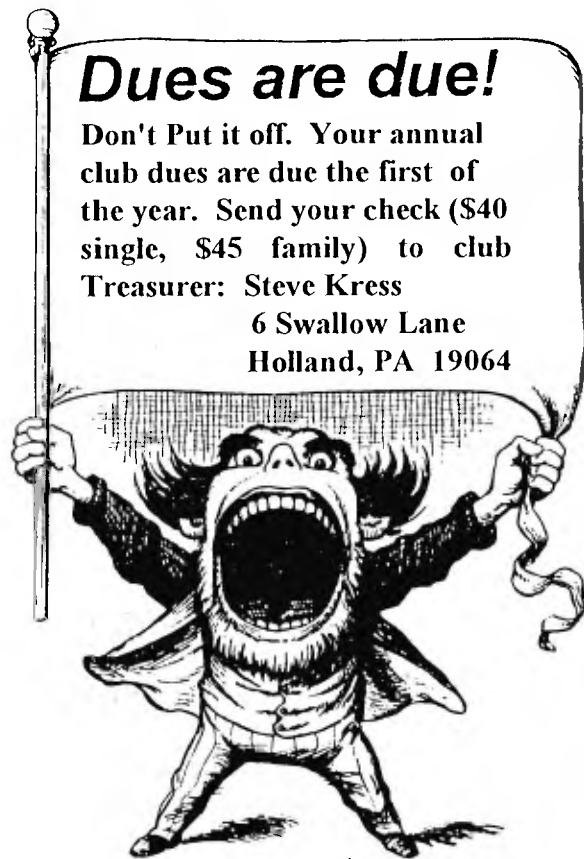 Dues are due!
Don't Put it off. Your annual
club dues are due the first of
the year. Send your check ($40
single, $45 family) to club
Treasurer: Steve Kress
6 Swallow Lane
Holland, PA 19064